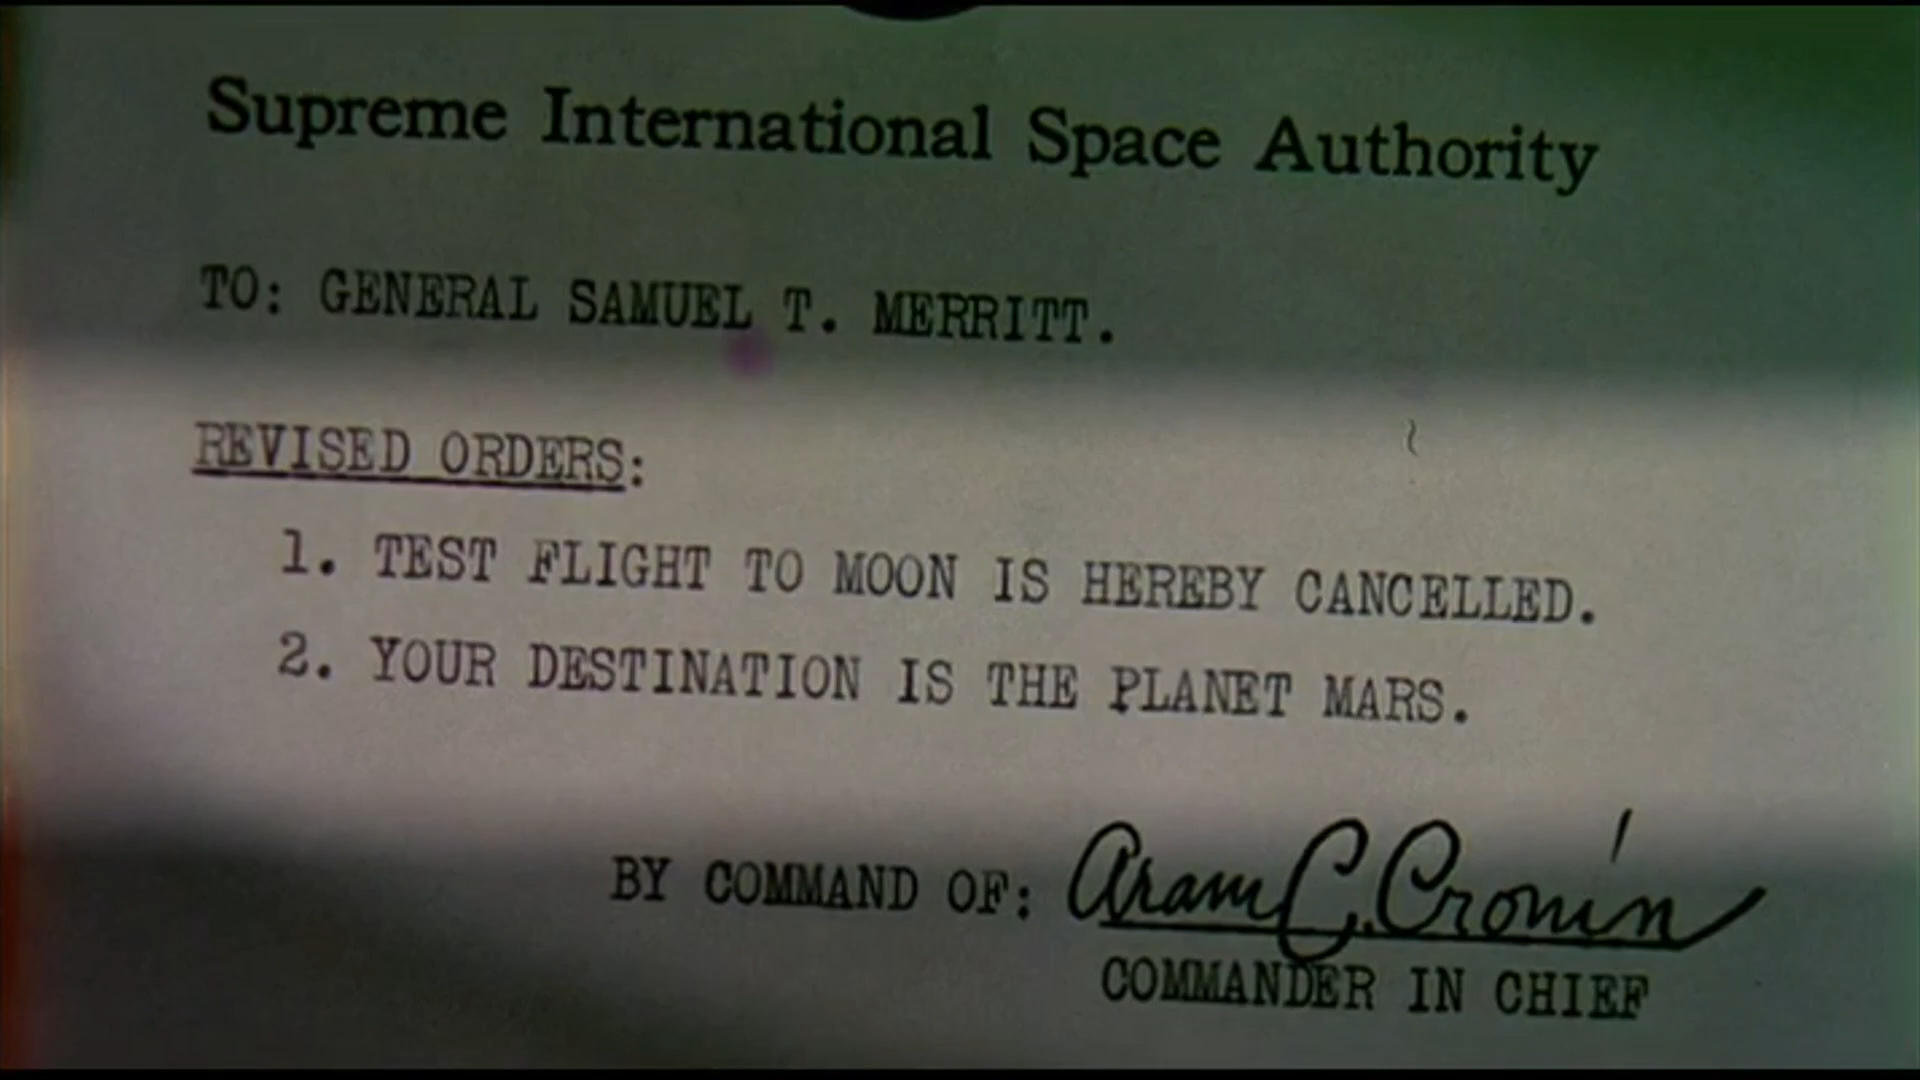 Supreme International Space Authority
TO: GENERAL SAMUEL T. MERRITT.
REVISED ORDERS:
1. TEST FLIGHT TO MOON IS HEREBY CANCELLED.
2. YOUR DESTINATION IS THE PLANET MARS.
BY COMMAND OF: Aram C. Cronin
COMMANDER IN CHIEF